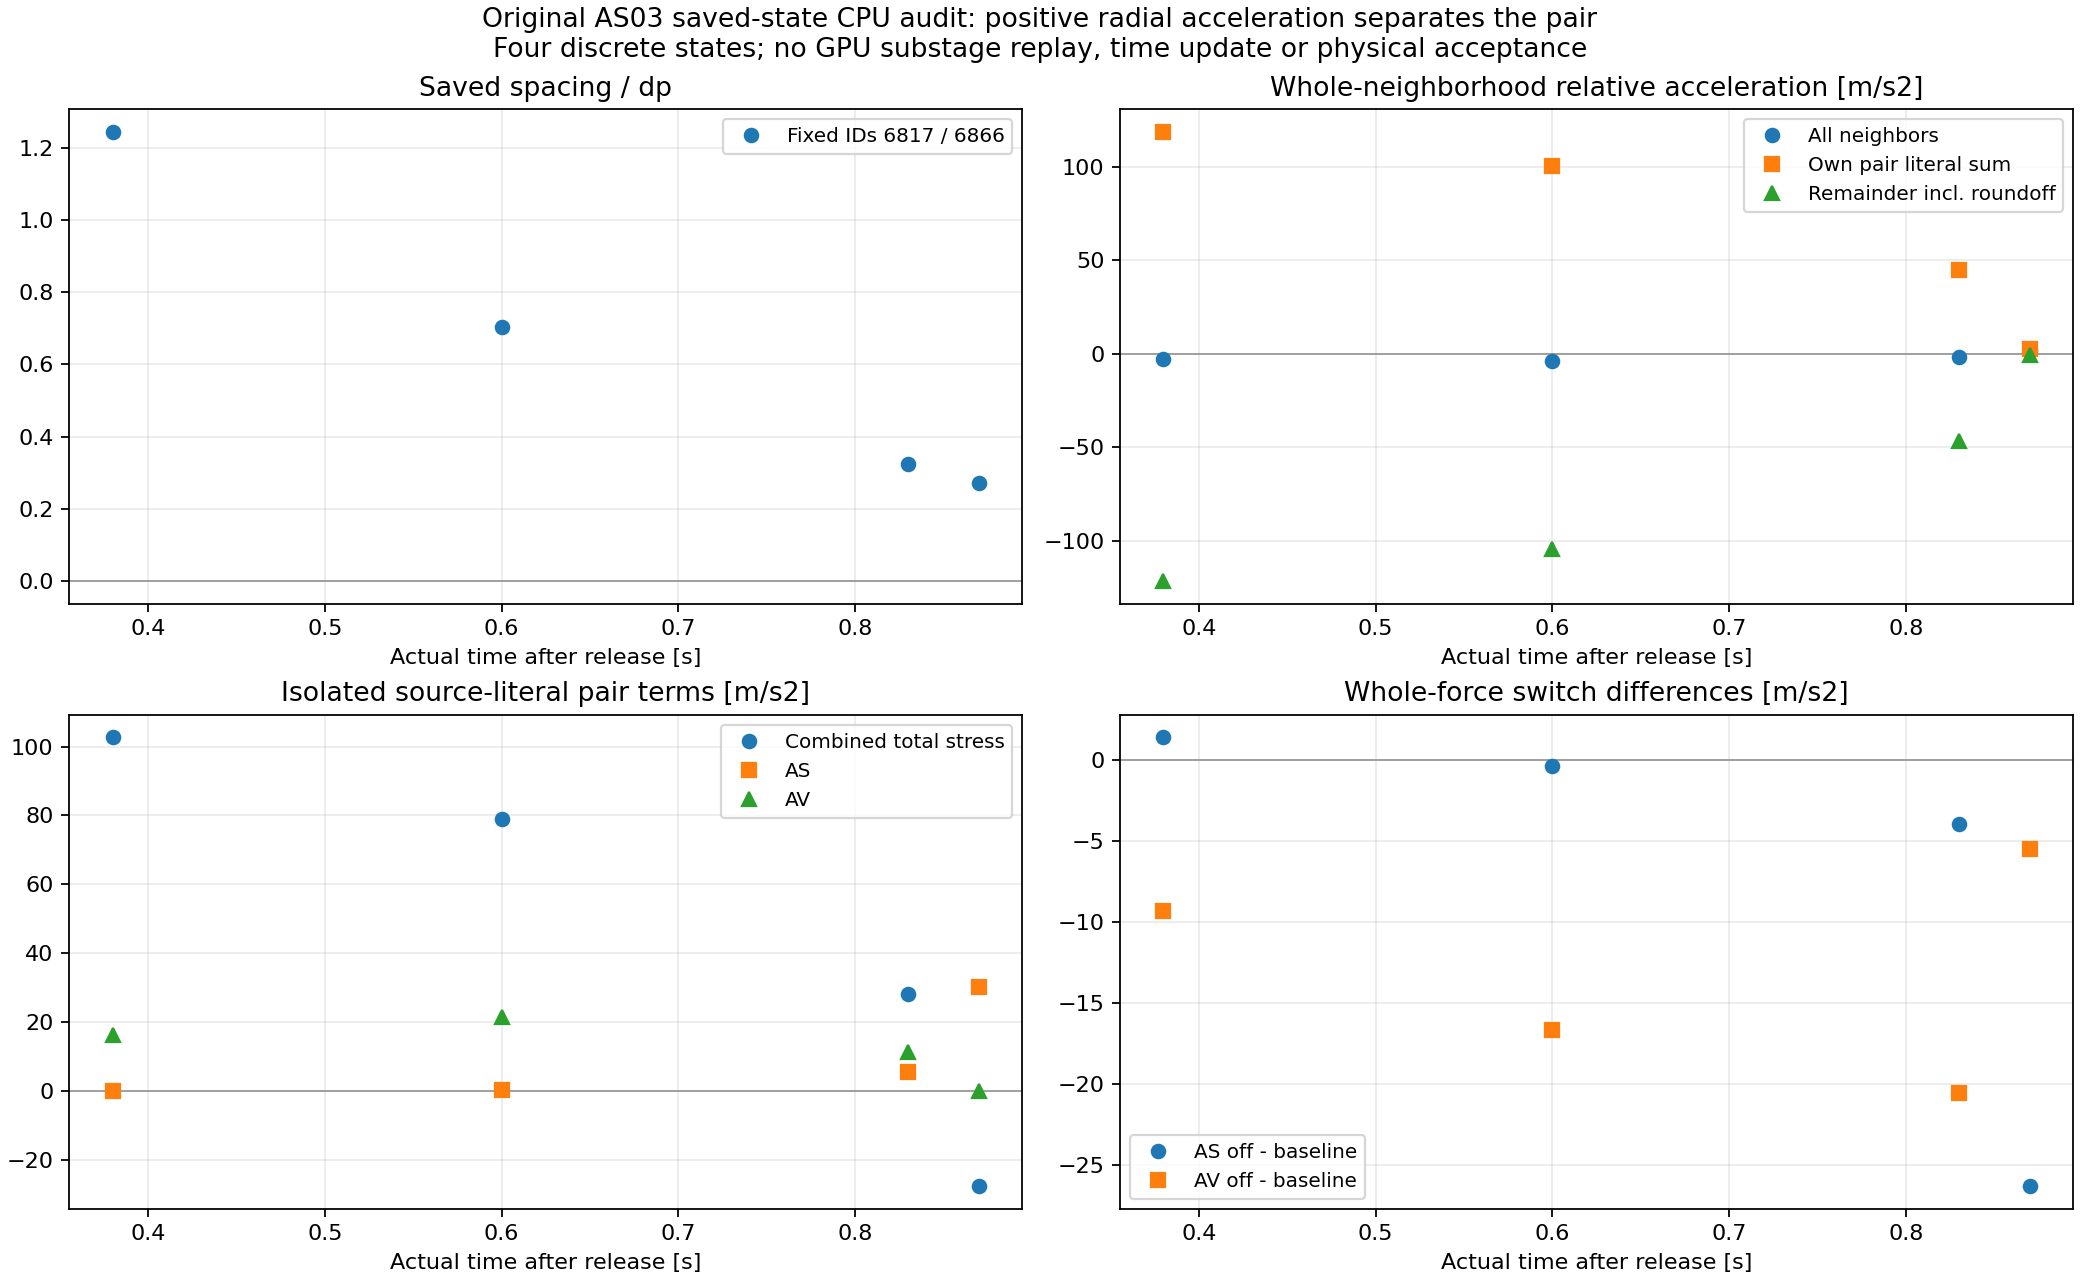 Original AS03 saved-state CPU audit: positive radial acceleration separates the pair
Four discrete states; no GPU substage replay, time update or physical acceptance
Saved spacing / dp
Fixed IDs 6817 / 6866
1.2
1.0
0.8
0.6
0.4
0.2
0.0
0.4 0.5 0.6 0.7 0.8
Actual time after release [s]
Whole-neighborhood relative acceleration [m/s2]
All neighbors
Own pair literal sum
Remainder incl. roundoff
100
50
0
−50
−100
0.4 0.5 0.6 0.7 0.8
Actual time after release [s]
Isolated source-literal pair terms [m/s2]
Combined total stress
AS
AV
100
80
60
40
20
0
−20
0.4 0.5 0.6 0.7 0.8
Actual time after release [s]
Whole-force switch differences [m/s2]
0
−5
−10
−15
−20
−25
AS off - baseline
AV off - baseline
0.4 0.5 0.6 0.7 0.8
Actual time after release [s]